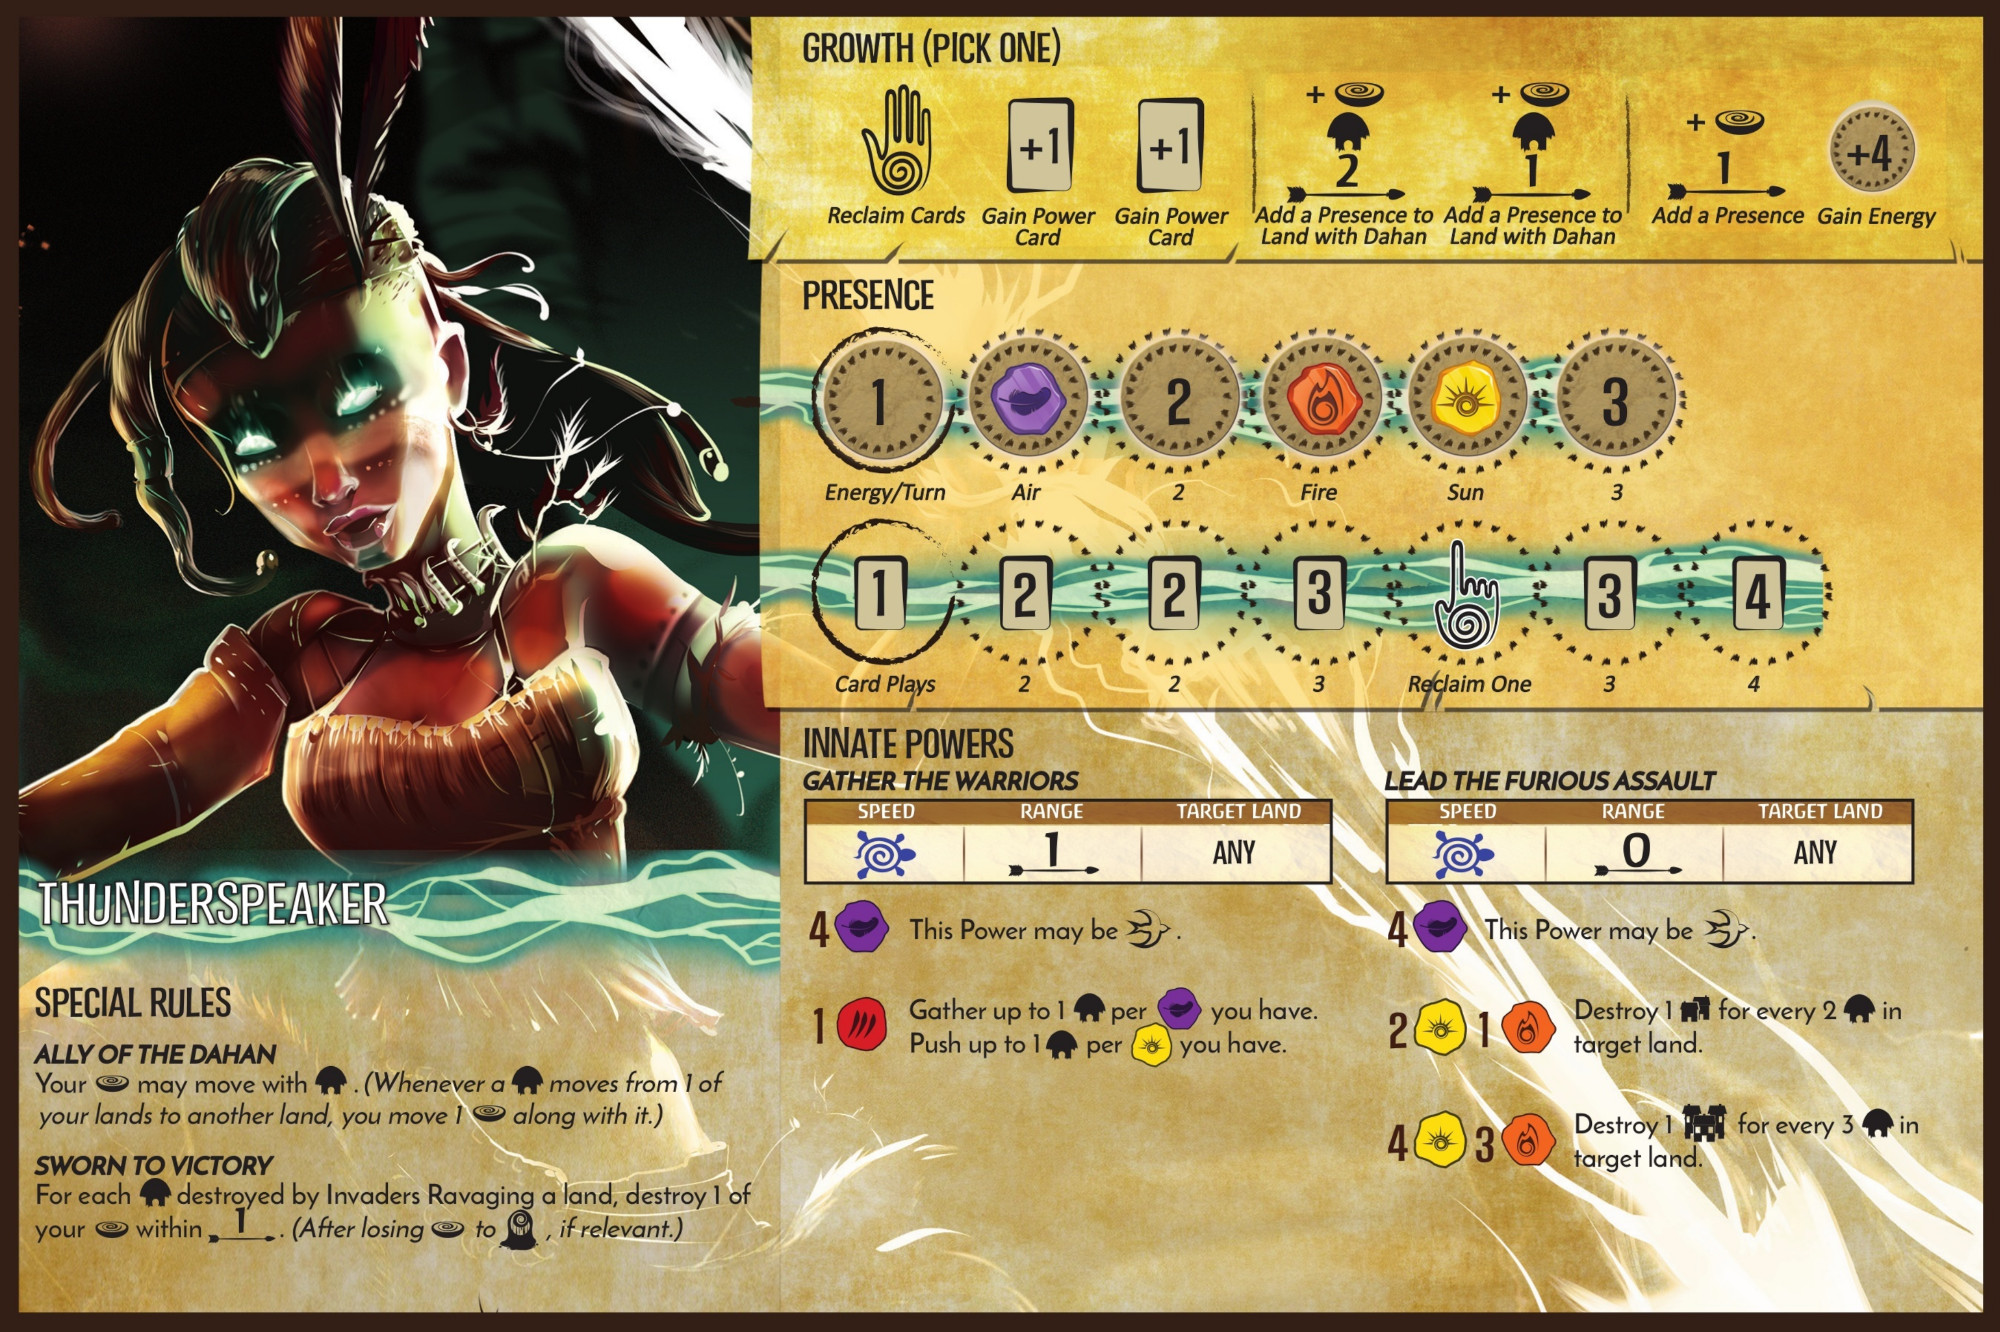 GROWTH (PICK ONE)
+1 +1 + 2 + 1 + 1 +4
Reclaim Cards
Gain Power
Card
Gain Power
Card
Add a Presence to
Land with Dahan
Add a Presence to
Land with Dahan
Add a Presence
Gain Energy
PRESENCE
1 2 3
Energy/Turn Air 2 Fire Sun 3
1 2 2 3 3 4
Card Plays 2 2 3 Reclaim One 3 4
INNATE POWERS
GATHER THE WARRIORS
SPEED RANGE TARGET LAND
1 ANY
4 This Power may be .
1 Gather up to 1 per you have.
Push up to 1 per you have.
LEAD THE FURIOUS ASSAULT
SPEED RANGE TARGET LAND
0 ANY
4 This Power may be .
2 1 Destroy 1 for every 2 in
target land.
4 3 Destroy 1 for every 3 in
target land.
THUNDERSPEAKER
SPECIAL RULES
ALLY OF THE DAHAN
Your may move with . (Whenever a moves from 1 of
your lands to another land, you move 1 along with it.)
SWORN TO VICTORY
For each destroyed by Invaders Ravaging a land, destroy 1 of
your within 1 . (After losing to , if relevant.)